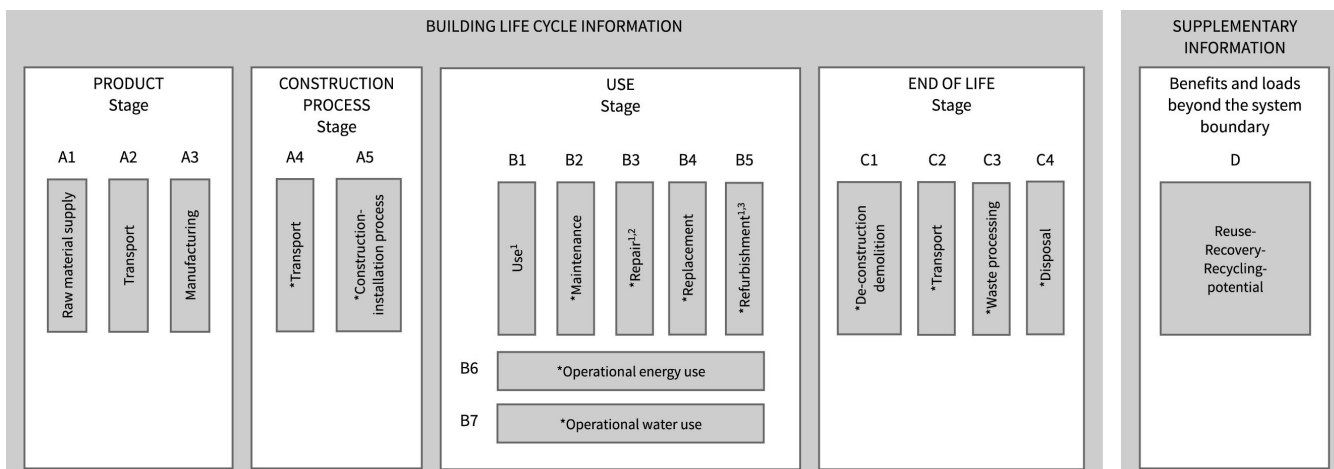 BUILDING LIFE CYCLE INFORMATION
SUPPLEMENTARY
INFORMATION
PRODUCT
Stage
A1
A2
A3
Raw material supply
Transport
Manufacturing
CONSTRUCTION
PROCESS
Stage
A4
A5
*Transport
*Construction-
installation process
USE
Stage
B1
B2
B3
B4
B5
Use¹
*Maintenance
*Repair¹,²
*Replacement
*Refurbishment¹,³
B6
*Operational energy use
B7
*Operational water use
END OF LIFE
Stage
C1
C2
C3
C4
*De-construction
demolition
*Transport
*Waste processing
*Disposal
Benefits and loads
beyond the system
boundary
D
Reuse-
Recovery-
Recycling-
potential